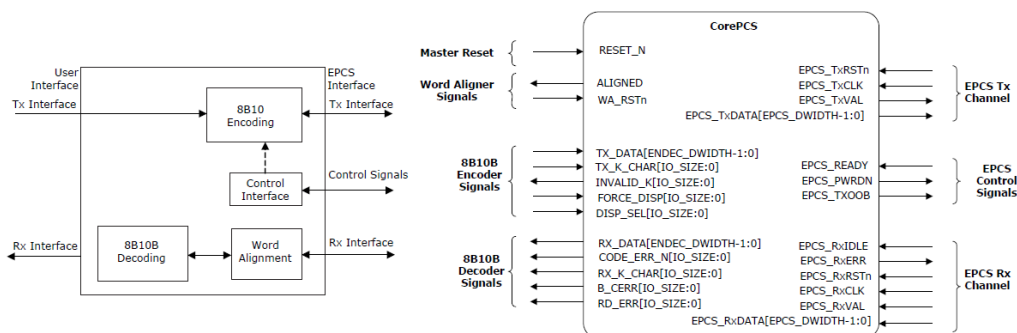 User
Interface
Tx Interface
EPCS
Interface
Tx Interface
8B10
Encoding
Control
Interface
Control Signals
Rx Interface
8B10B
Decoding
Word
Alignment
Rx Interface
CorePCS
Master Reset
RESET_N
Word Aligner
Signals
ALIGNED
WA_RSTn
8B10B
Encoder
Signals
TX_DATA[ENDEC_DWIDTH-1:0]
TX_K_CHAR[IO_SIZE:0]
INVALID_K[IO_SIZE:0]
FORCE_DISP[IO_SIZE:0]
DISP_SEL[IO_SIZE:0]
8B10B
Decoder
Signals
RX_DATA[ENDEC_DWIDTH-1:0]
CODE_ERR_N[IO_SIZE:0]
RX_K_CHAR[IO_SIZE:0]
B_CERR[IO_SIZE:0]
RD_ERR[IO_SIZE:0]
EPCS_TxRSTn
EPCS_TxCLK
EPCS_TxVAL
EPCS_TxDATA[EPCS_DWIDTH-1:0]
EPCS Tx
Channel
EPCS_READY
EPCS_PWRDN
EPCS_TXOOB
EPCS
Control
Signals
EPCS_RxIDLE
EPCS_RxERR
EPCS_RxRSTn
EPCS_RxCLK
EPCS_RxVAL
EPCS_RxDATA[EPCS_DWIDTH-1:0]
EPCS Rx
Channel